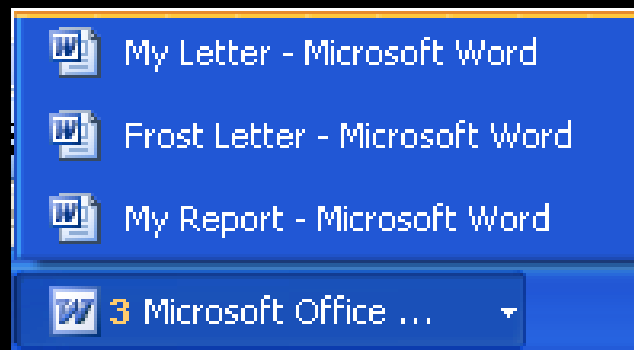 My Letter - Microsoft Word
Frost Letter - Microsoft Word
My Report - Microsoft Word
3 Microsoft Office ...